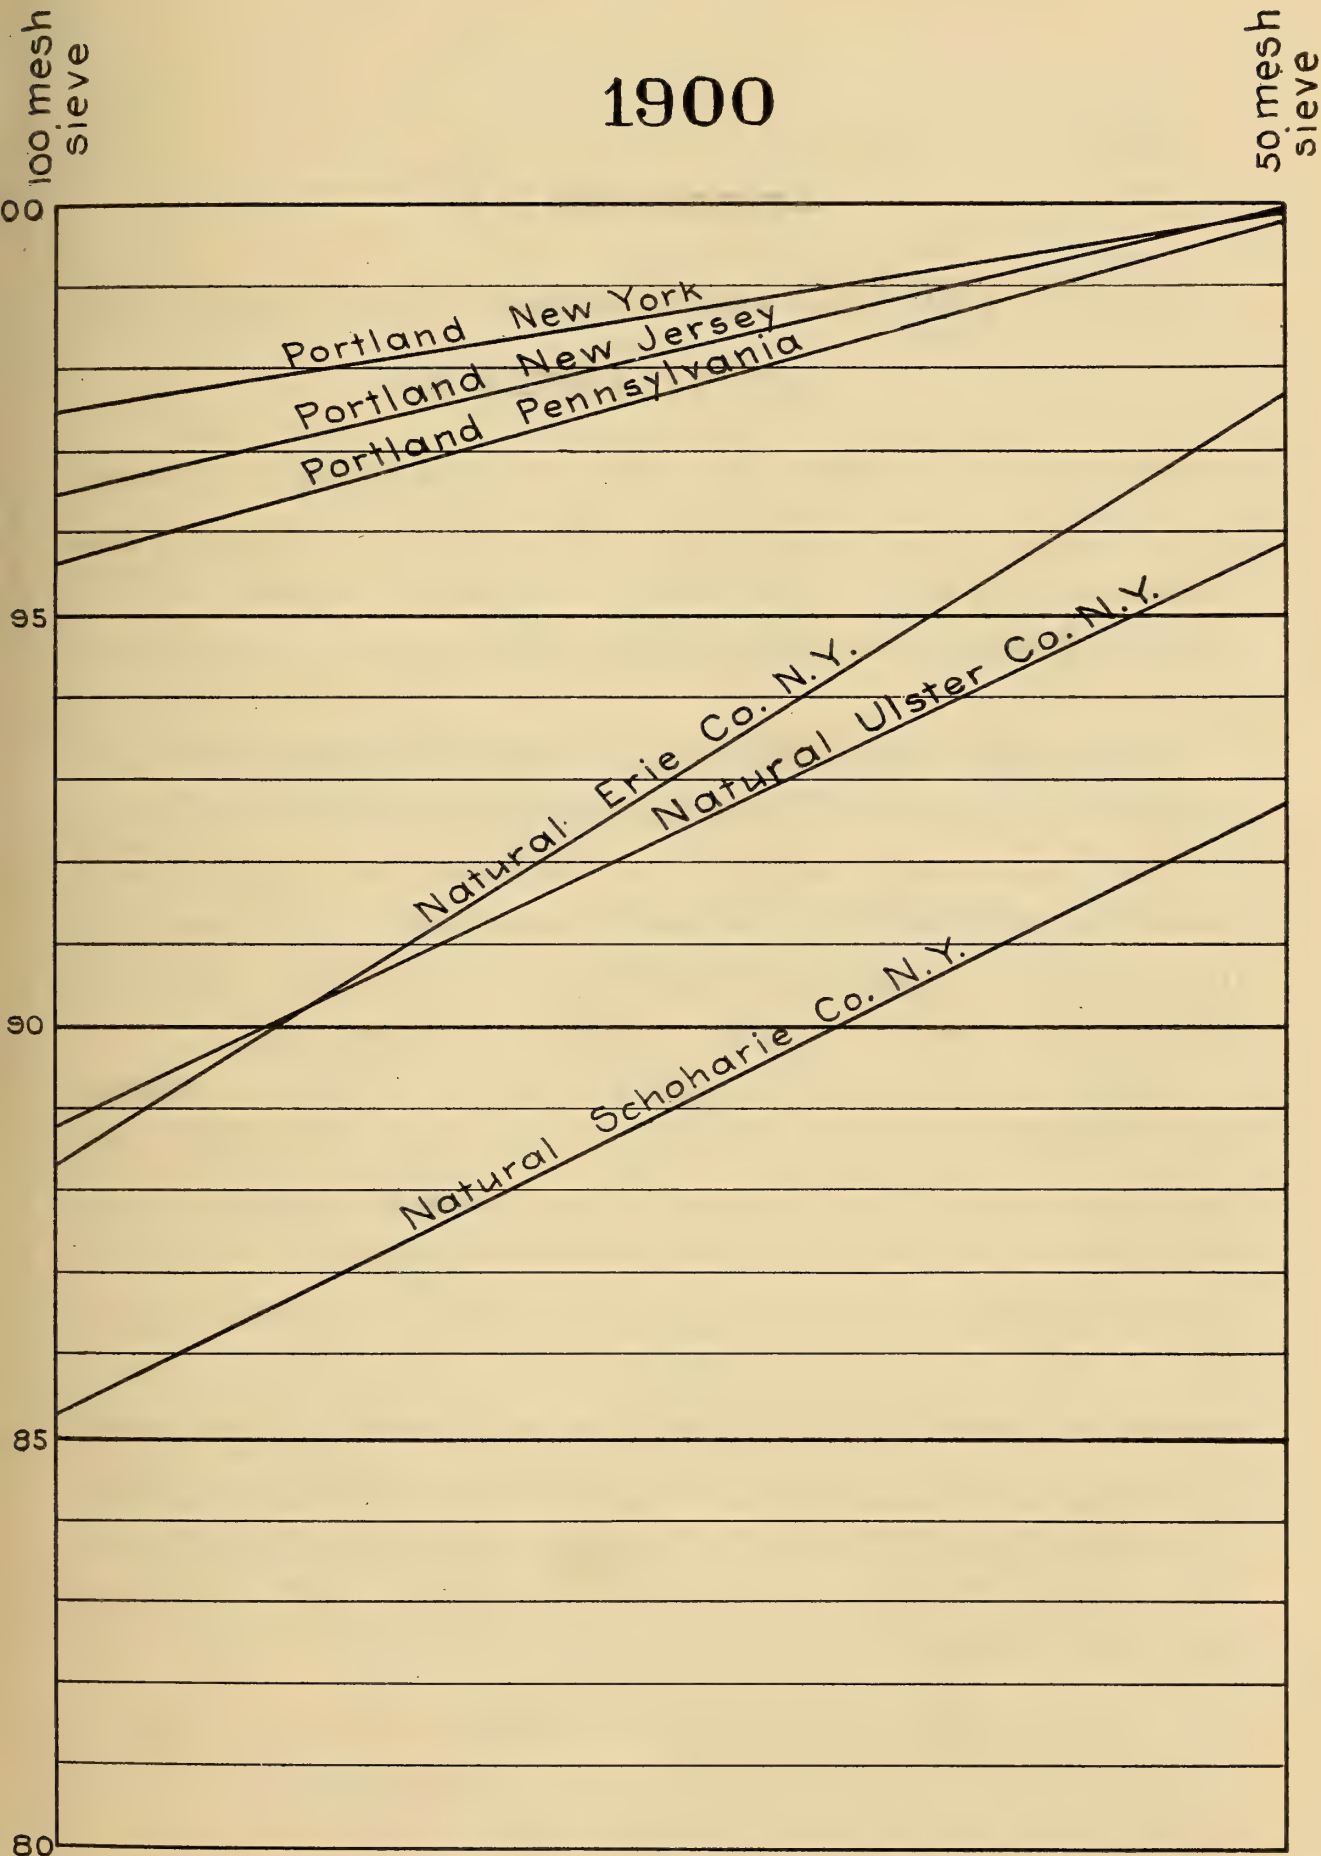 100 mesh
sieve
1900
50 mesh
sieve
00
Portland New York
Portland New Jersey
Portland Pennsylvania
95
Natural Erie Co. N.Y.
Natural Ulster Co. N.Y.
90
Natural Schoharie Co. N.Y.
85
80